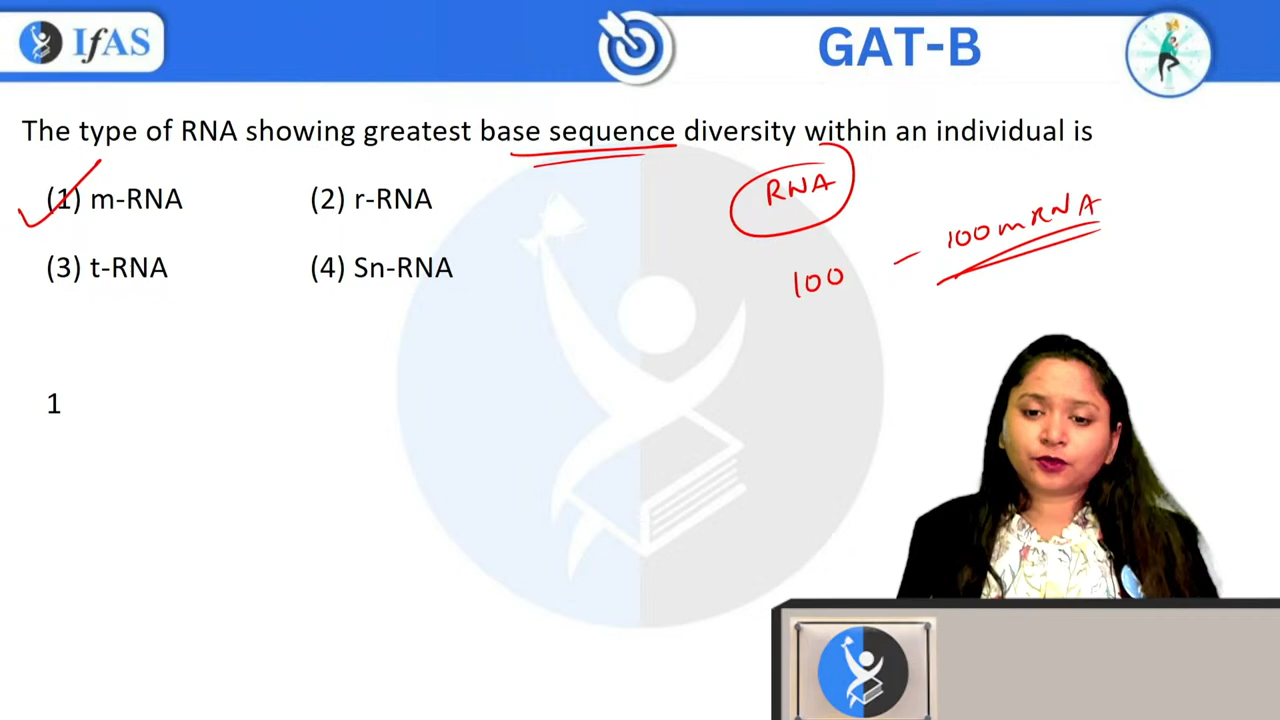 IfAS
GAT-B
The type of RNA showing greatest base sequence diversity within an individual is
(1) m-RNA (2) r-RNA
(3) t-RNA (4) Sn-RNA
RNA
100 – 100 mRNA
1